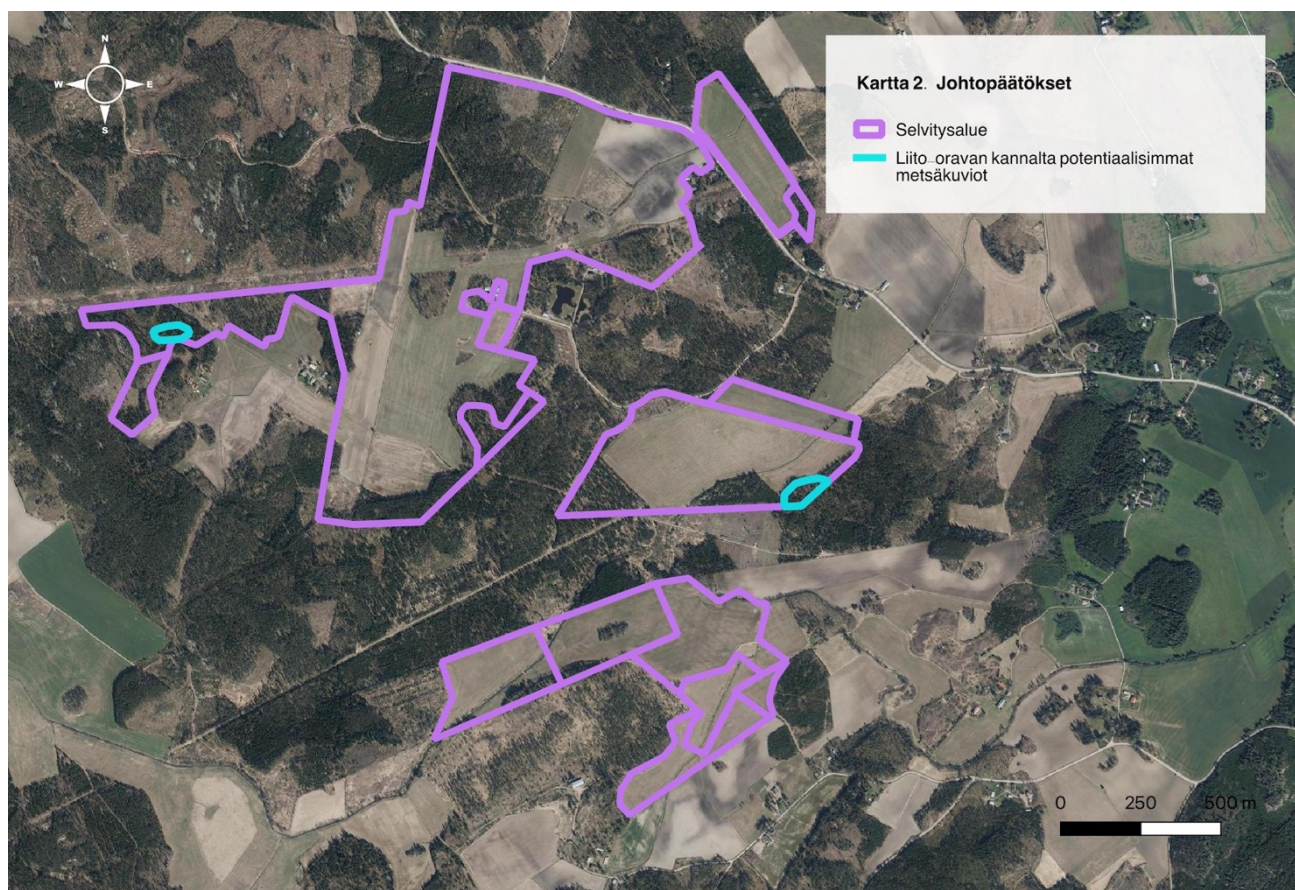 N
W E
S
Kartta 2. Johtopäätökset
Selvitysalue
Liito-oravan kannalta potentiaalisimmat
metsäkuviot
0 250 500 m